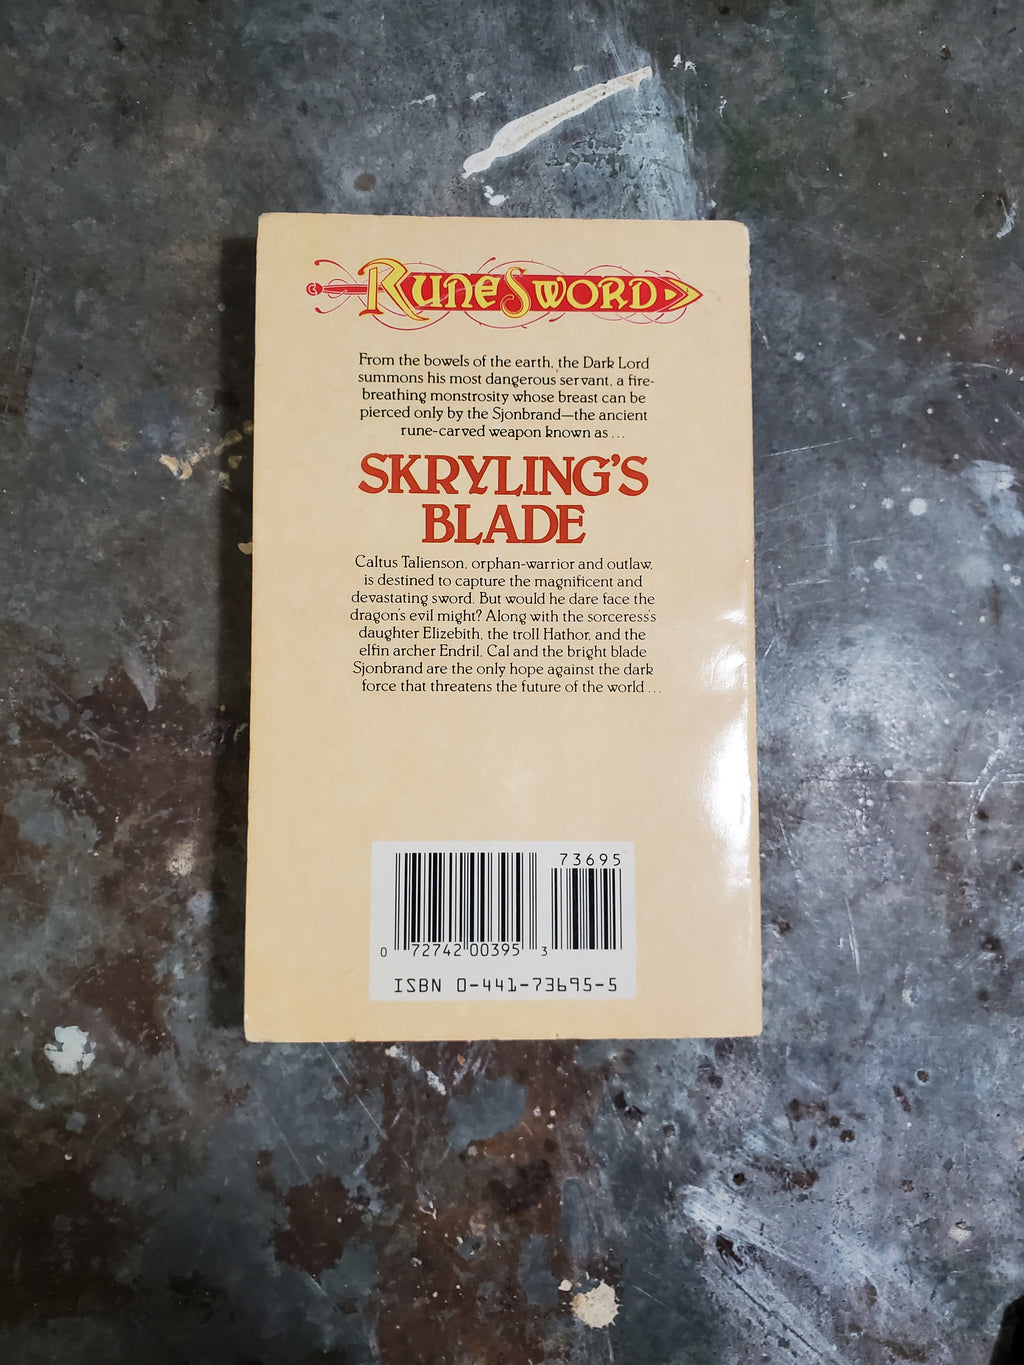 RUNESWORD
From the bowels of the earth, the Dark Lord
summons his most dangerous servant, a fire-
breathing monstrosity whose breast can be
pierced only by the Sjonbrand—the ancient
rune-carved weapon known as ...
SKRYLING'S
BLADE
Caltus Talienson, orphan-warrior and outlaw,
is destined to capture the magnificent and
devastating sword. But would he dare face the
dragon's evil might? Along with the sorceress's
daughter Elizebith, the troll Hathor, and the
elfin archer Endril, Cal and the bright blade
Sjonbrand are the only hope against the dark
force that threatens the future of the world ...
73695
0 72742 00395 3
ISBN 0-441-73695-5